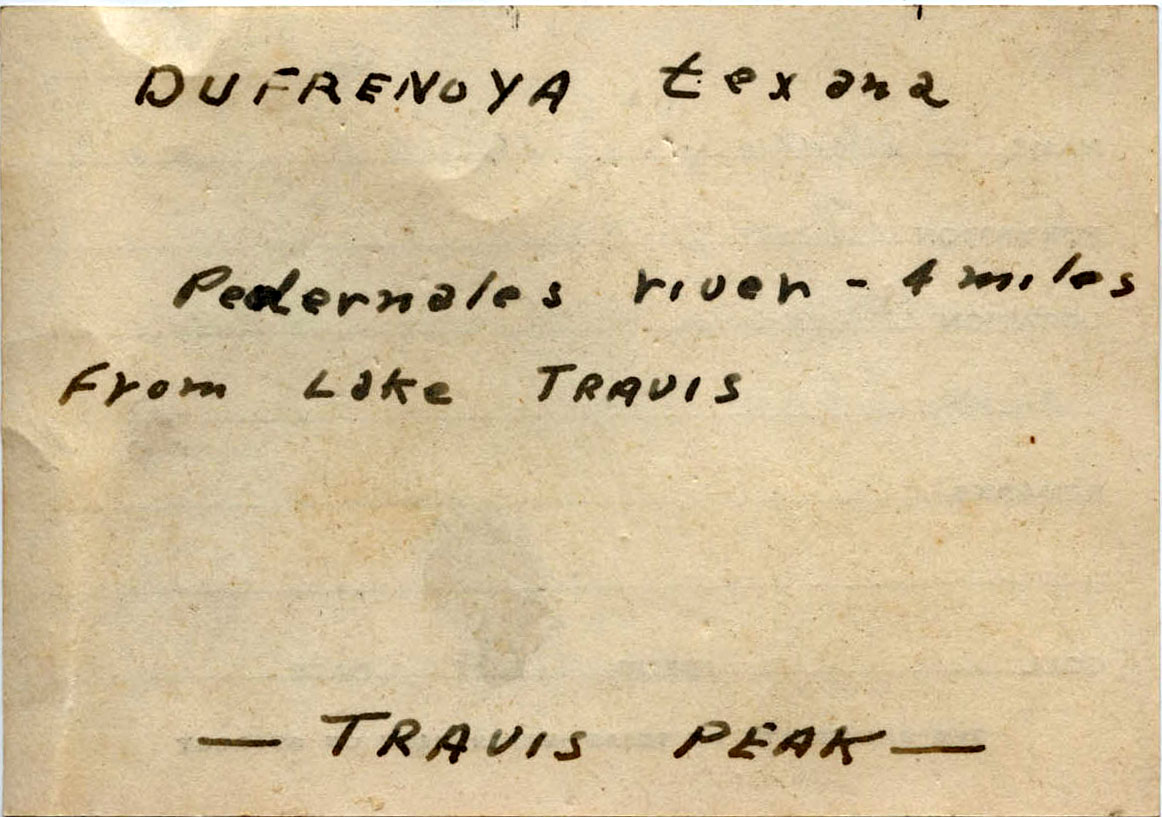 DUFRENOYA texana
Pedernales river - 4 miles
From Lake TRAVIS
— TRAVIS PEAK —